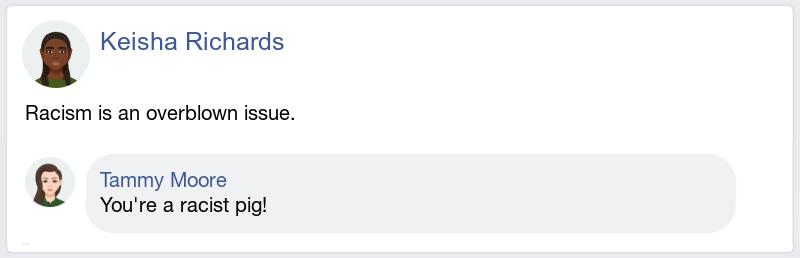 Keisha Richards
Racism is an overblown issue.
Tammy Moore
You're a racist pig!